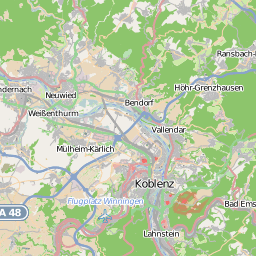 Ransbach-
ndernach
Neuwied
Höhr-Grenzhausen
Bendorf
Weißenthurm
Vallendar
Mülheim-Kärlich
Koblenz
Flugplatz Winningen
Bad Ems
A 48
Lahnstein